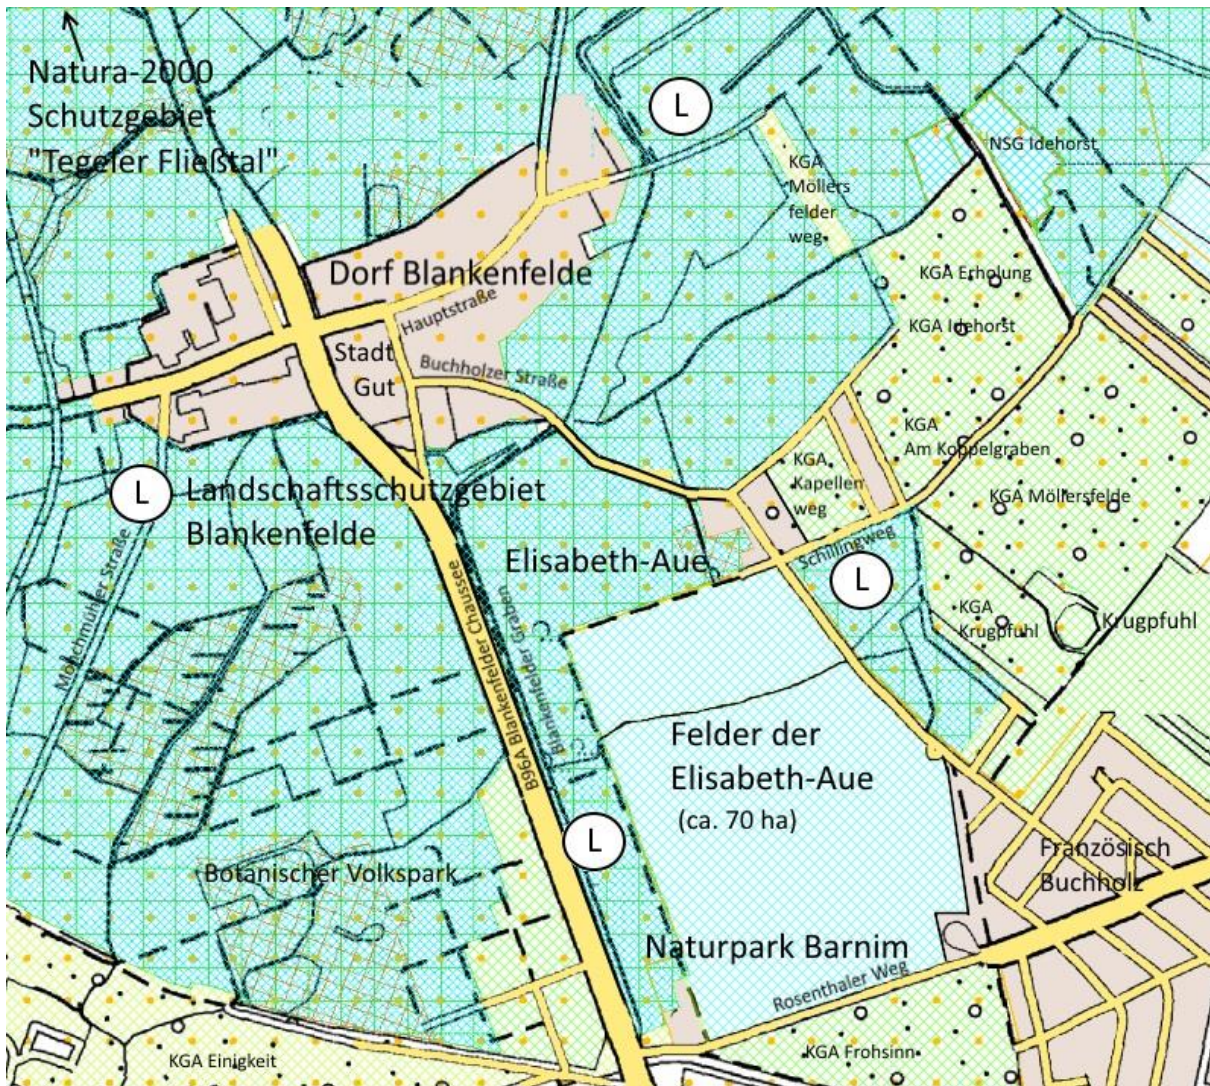 Natura-2000
Schutzgebiet
"Tegeler Fließtal"
L
NSG Idehorst
KGA
Möllers
felder
weg
Dorf Blankenfelde
KGA Erholung
Hauptstraße
KGA Idehorst
Stadt
Gut
Buchholzer Straße
KGA
Am Koppelgraben
KGA
Kapellen
weg
KGA Möllersfelde
L
Landschaftsschutzgebiet
Blankenfelde
Elisabeth-Aue
Schillingweg
L
Mönchmühler Straße
B96A Blankenfelder Chaussee
Blankenfelder Graben
KGA
Krugpfuhl
Krugpfuhl
Felder der
Elisabeth-Aue
(ca. 70 ha)
L
Botanischer Volkspark
Französisch
Buchholz
Naturpark Barnim
Rosenthaler Weg
KGA Einigkeit
KGA Frohsinn